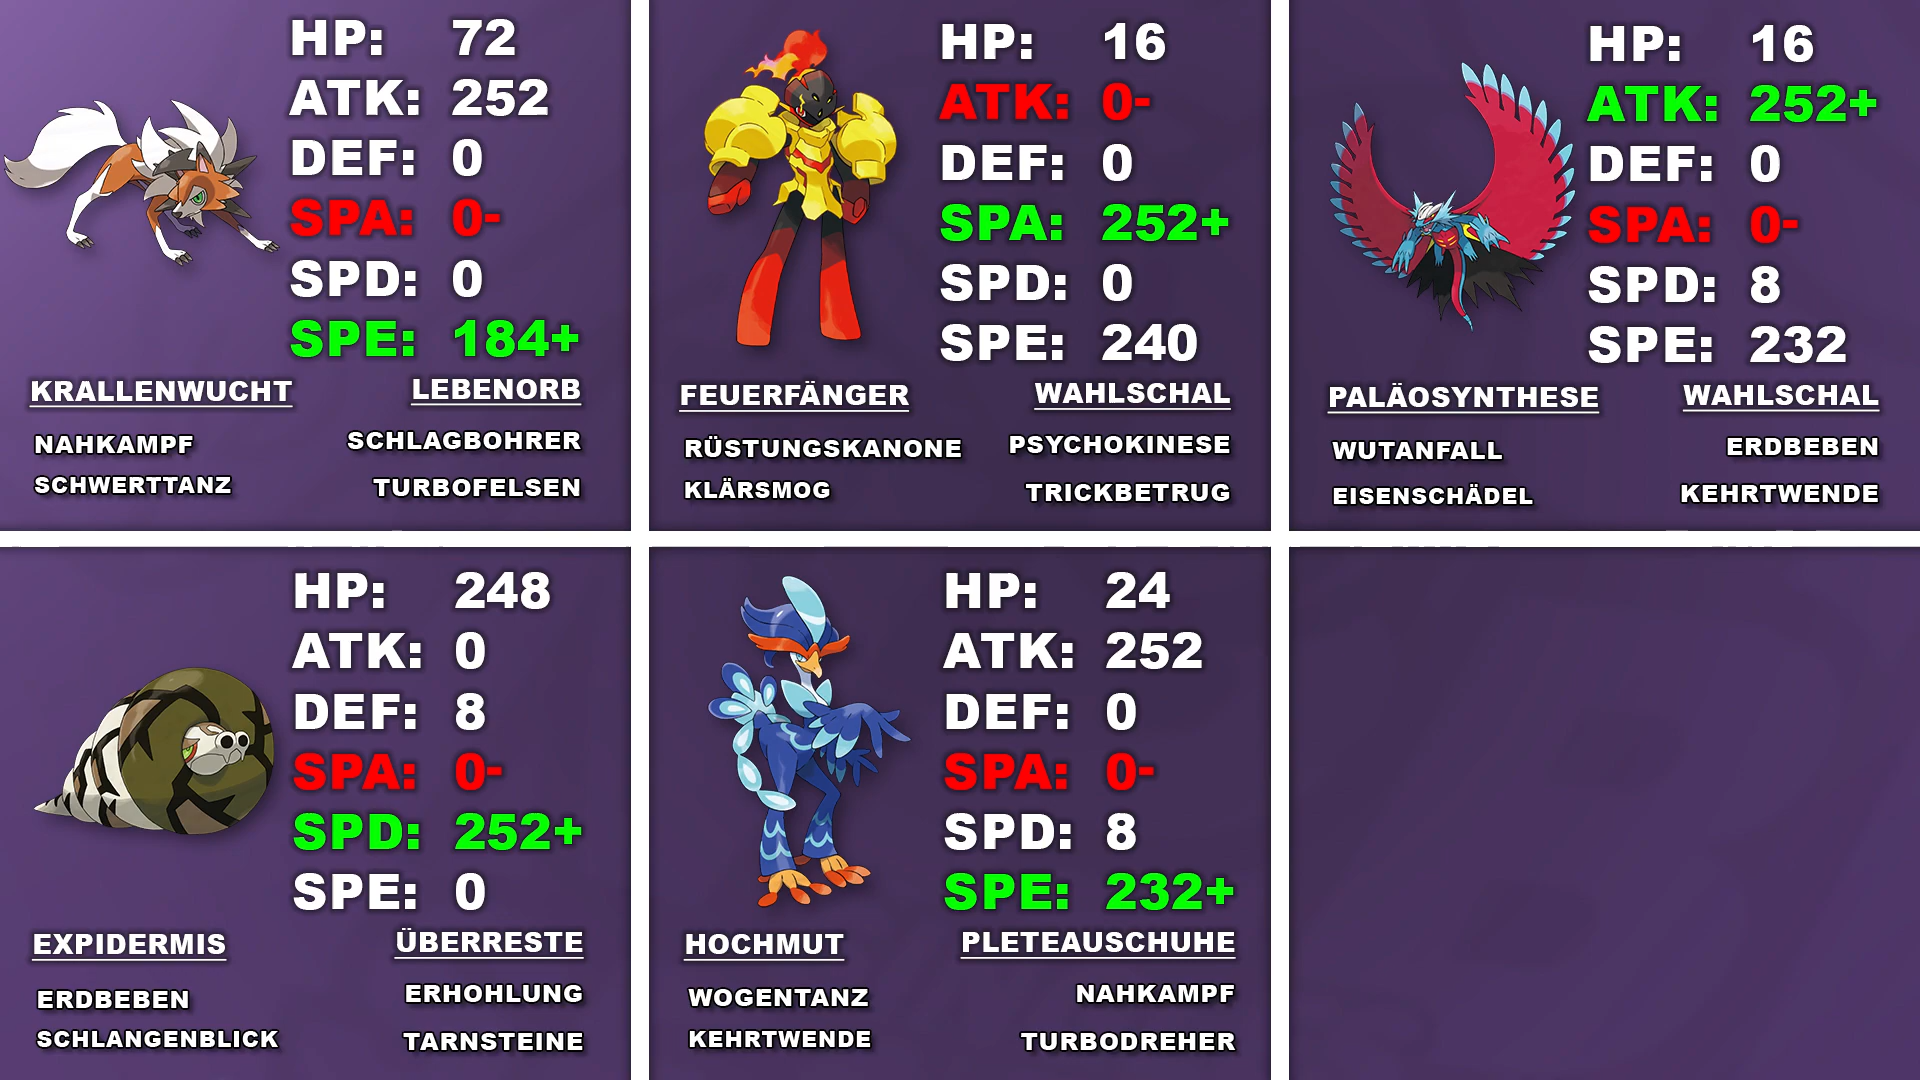 HP: 72
ATK: 252
DEF: 0
SPA: 0-
SPD: 0
SPE: 184+
KRALLENWUCHT LEBENORB
NAHKAMPF SCHLAGBOHRER
SCHWERTTANZ TURBOFELSEN
HP: 16
ATK: 0-
DEF: 0
SPA: 252+
SPD: 0
SPE: 240
FEUERFÄNGER WAHLSCHAL
RÜSTUNGSKANONE PSYCHOKINESE
KLÄRSMOG TRICKBETRUG
HP: 16
ATK: 252+
DEF: 0
SPA: 0-
SPD: 8
SPE: 232
PALÄOSYNTHESE WAHLSCHAL
WUTANFALL ERDBEBEN
EISENSCHÄDEL KEHRTWENDE
HP: 248
ATK: 0
DEF: 8
SPA: 0-
SPD: 252+
SPE: 0
EXPIDERMIS ÜBERRESTE
ERDBEBEN ERHOHLUNG
SCHLANGENBLICK TARNSTEINE
HP: 24
ATK: 252
DEF: 0
SPA: 0-
SPD: 8
SPE: 232+
HOCHMUT PLETEAUSCHUHE
WOGENTANZ NAHKAMPF
KEHRTWENDE TURBODREHER